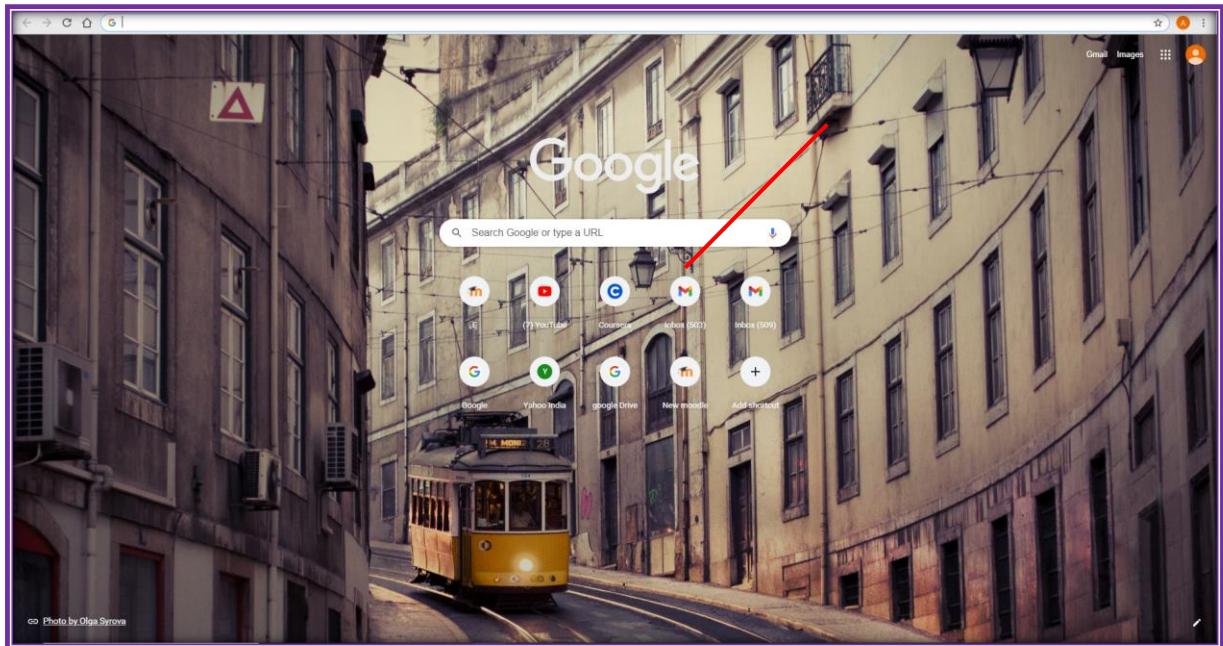 Gmail Images
Google
Search Google or type a URL
(7) YouTube Coursera Inbox (503) Inbox (509)
Google Yahoo India google Drive New moodle Add shortcut
28
Photo by Olga Syrova